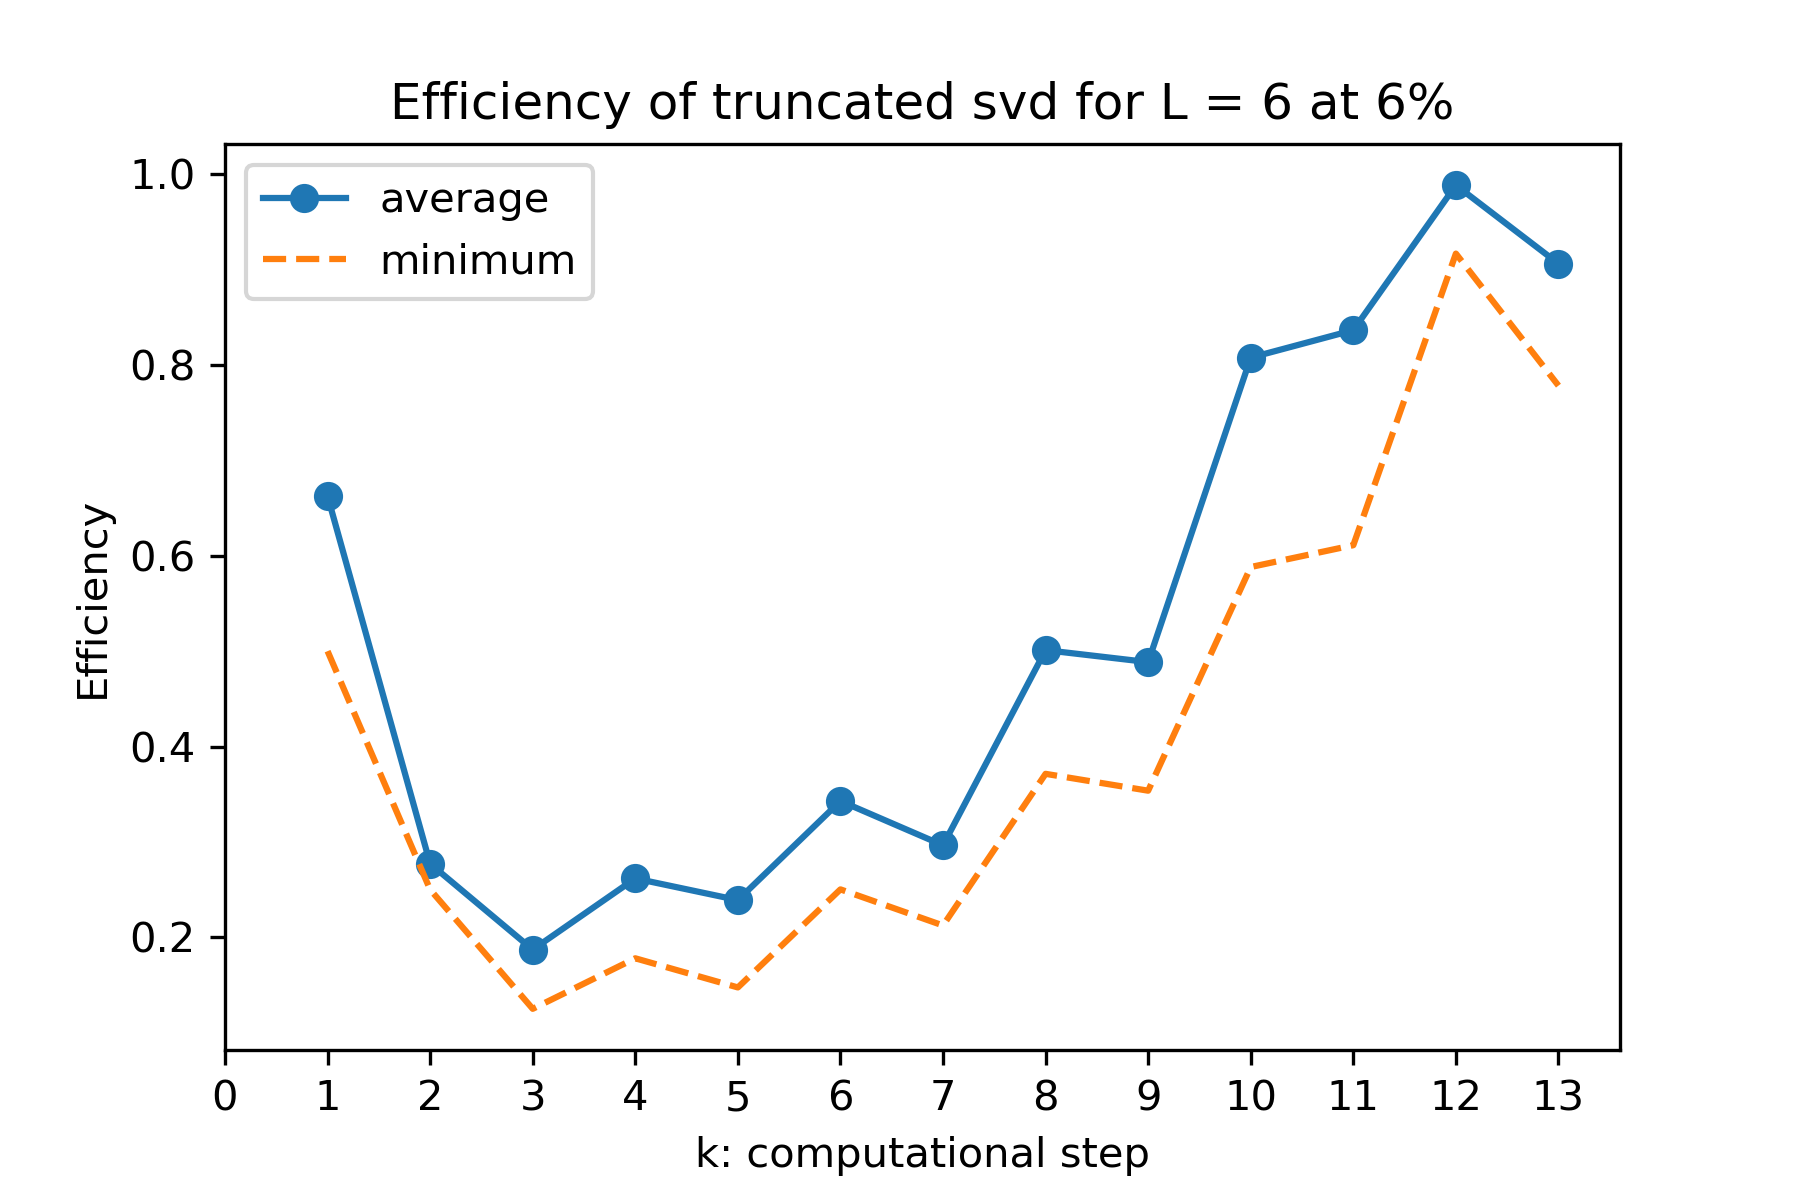 Efficiency of truncated svd for L = 6 at 6%
average
minimum
1.0
0.8
0.6
0.4
0.2
Efficiency
0 1 2 3 4 5 6 7 8 9 10 11 12 13
k: computational step